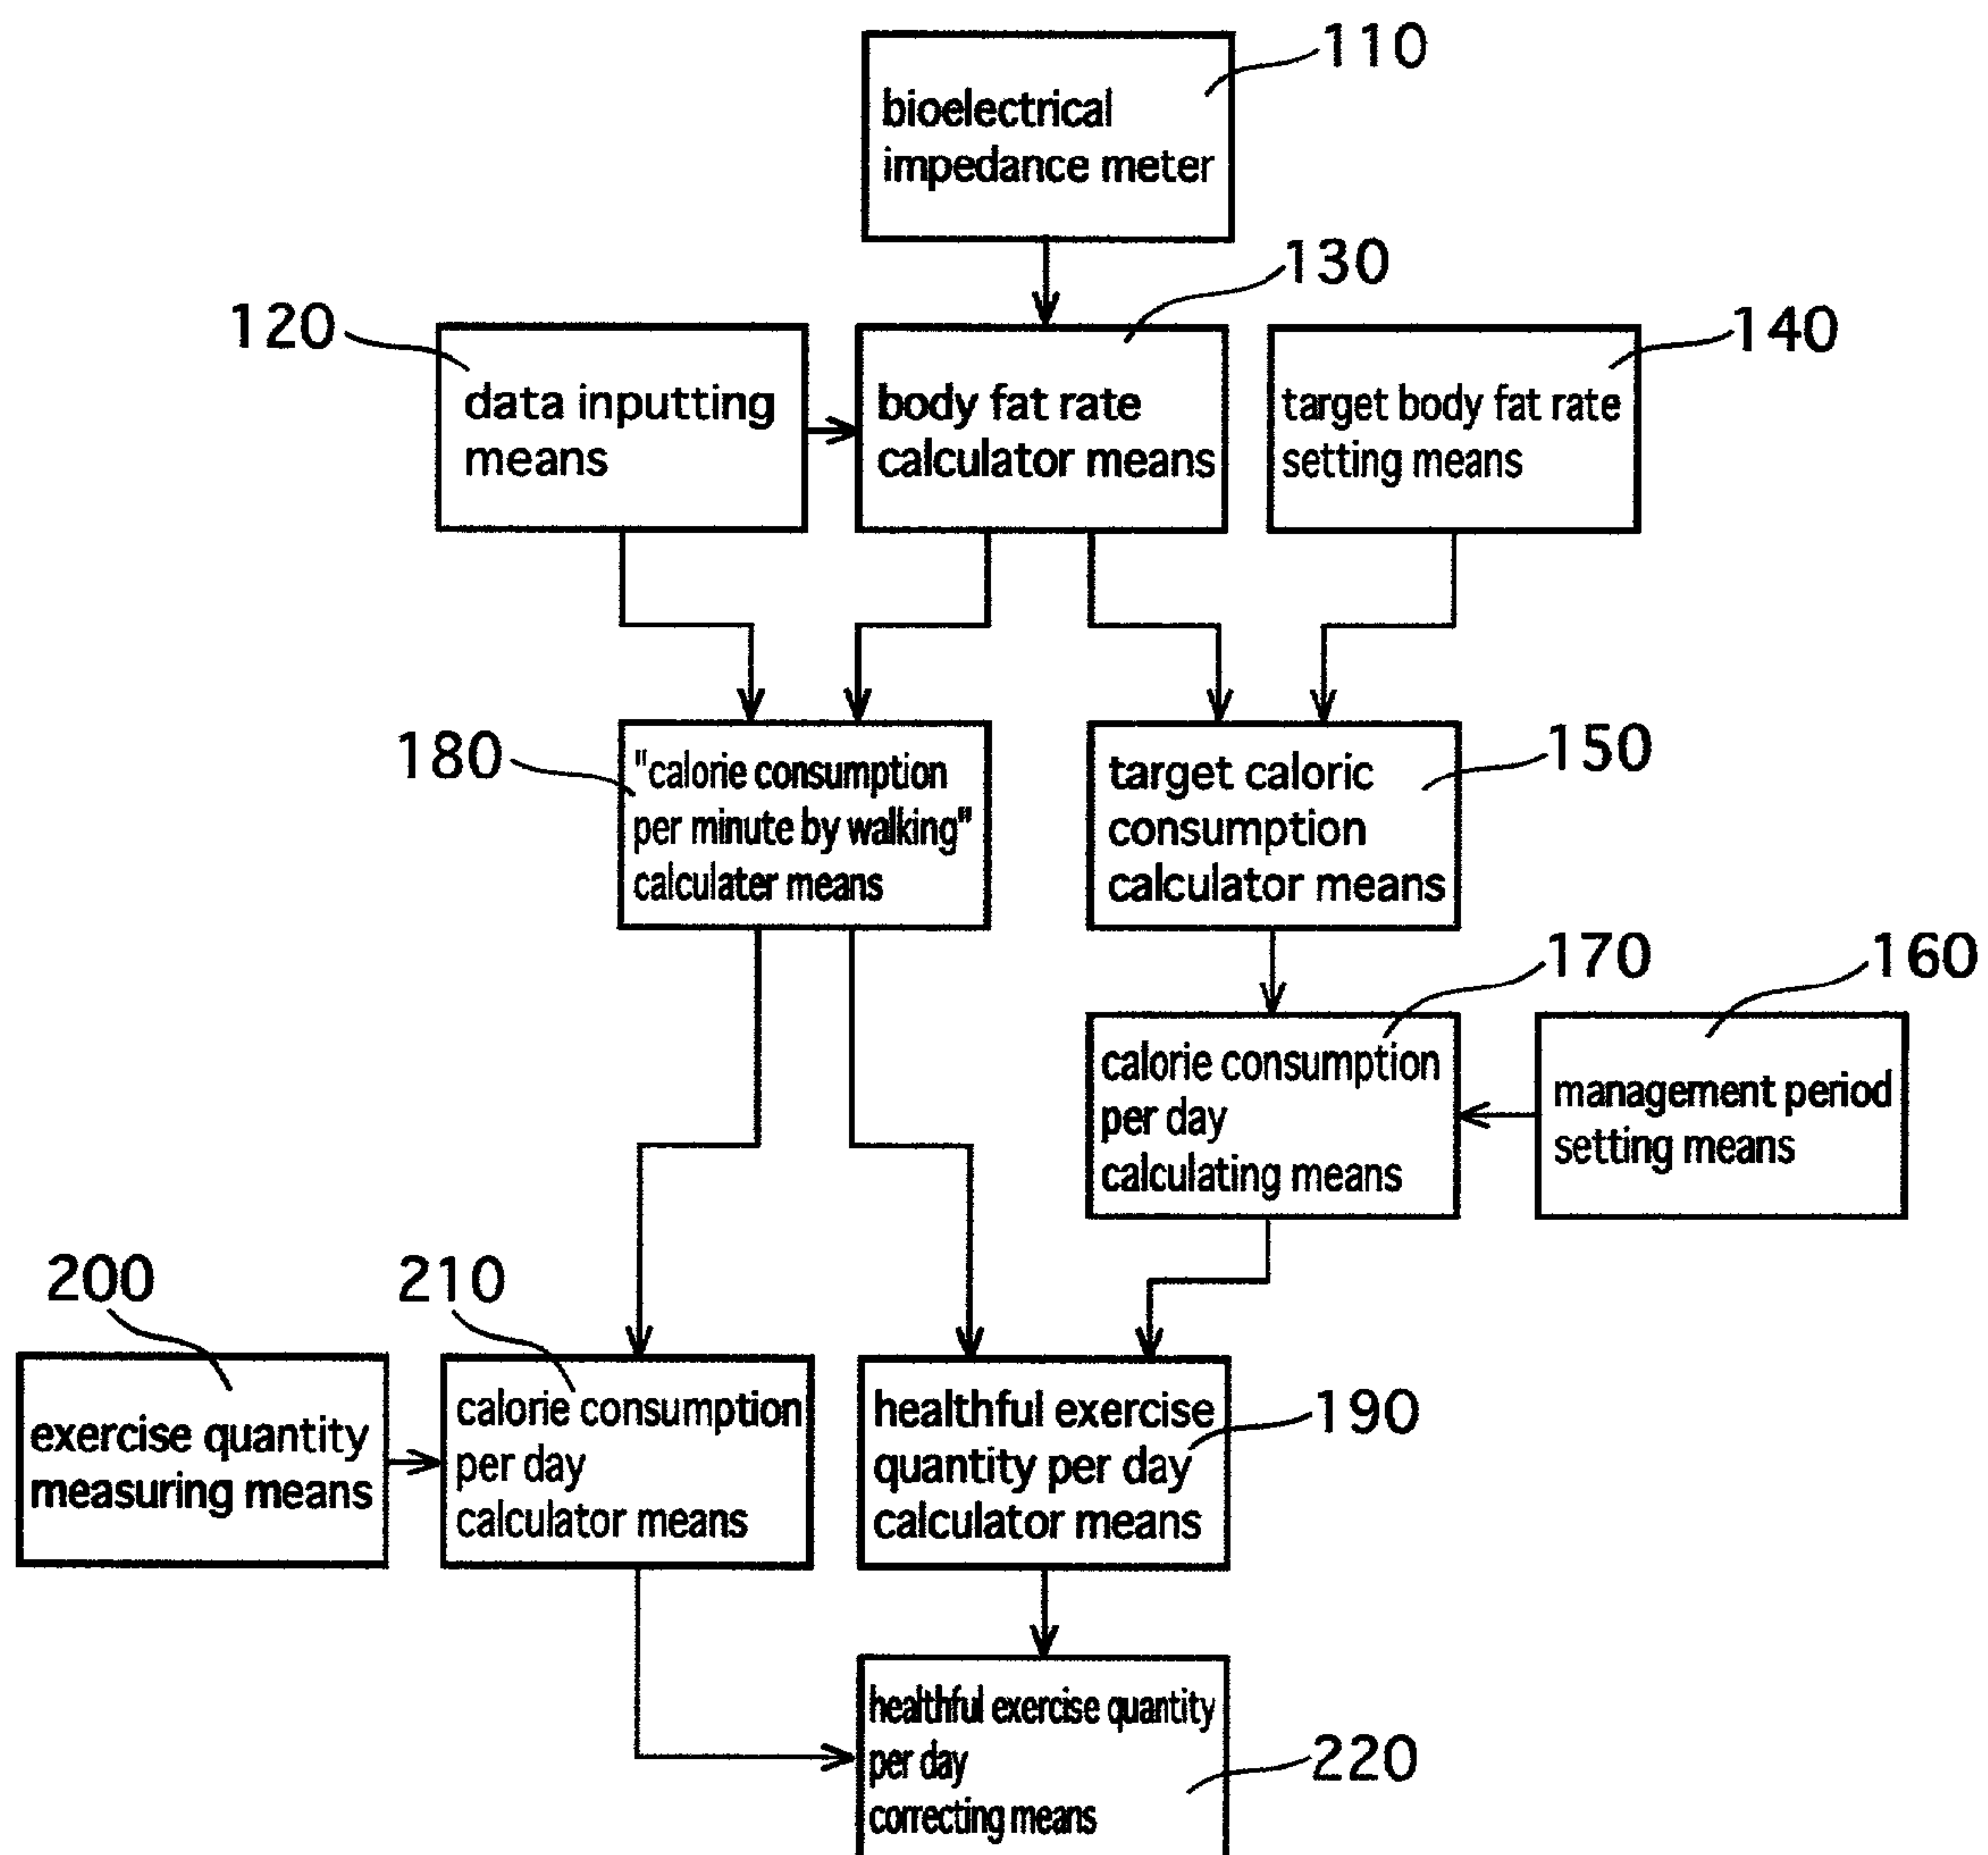 110
bioelectrical
impedance meter
130
120
140
data inputting
means
body fat rate
calculator means
target body fat rate
setting means
180
"calorie consumption
per minute by walking"
calculater means
150
target caloric
consumption
calculator means
170
160
calorie consumption
per day
calculating means
management period
setting means
200
210
exercise quantity
measuring means
calorie consumption
per day
calculator means
healthful exercise
quantity per day
calculator means
190
healthful exercise quantity
per day
correcting means
220